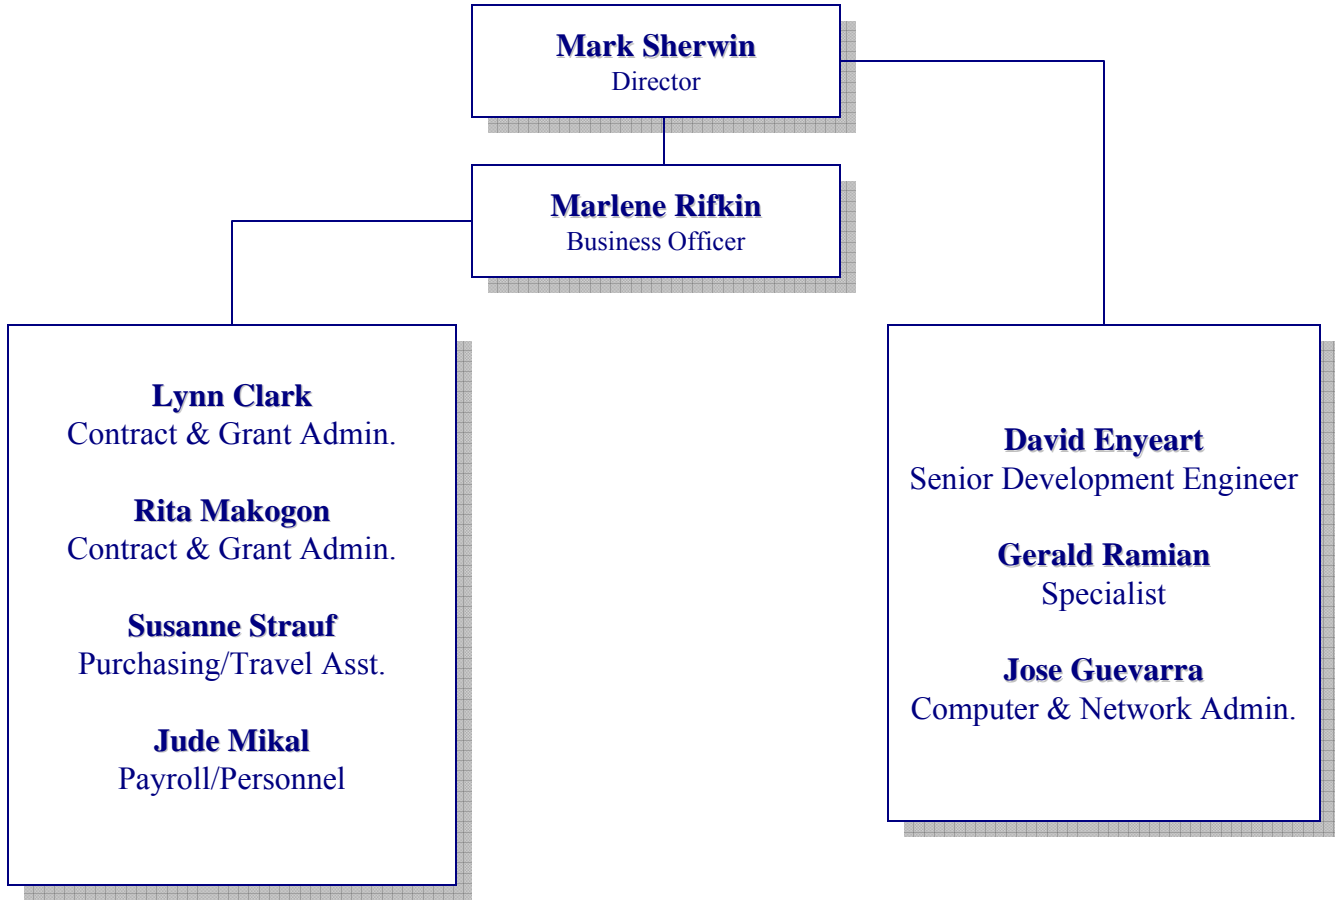 Mark Sherwin
Director
Marlene Rifkin
Business Officer
Lynn Clark
Contract & Grant Admin.
Rita Makogon
Contract & Grant Admin.
Susanne Strauf
Purchasing/Travel Asst.
Jude Mikal
Payroll/Personnel
David Enyeart
Senior Development Engineer
Gerald Ramian
Specialist
Jose Guevarra
Computer & Network Admin.